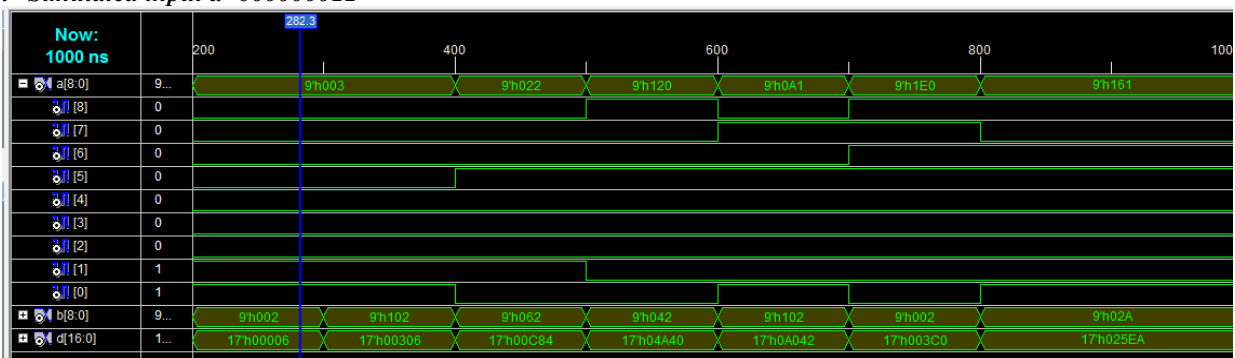 282.3
Now:
1000 ns
200 400 600 800 100
a[8:0] 9... 9'h003 9'h022 9'h120 9'h0A1 9'h1E0 9'h161
[8] 0
[7] 0
[6] 0
[5] 0
[4] 0
[3] 0
[2] 0
[1] 1
[0] 1
b[8:0] 9... 9'h002 9'h102 9'h062 9'h042 9'h102 9'h002 9'h02A
d[16:0] 1... 17'h00006 17'h00306 17'h00C84 17'h04A40 17'h0A042 17'h003C0 17'h025EA